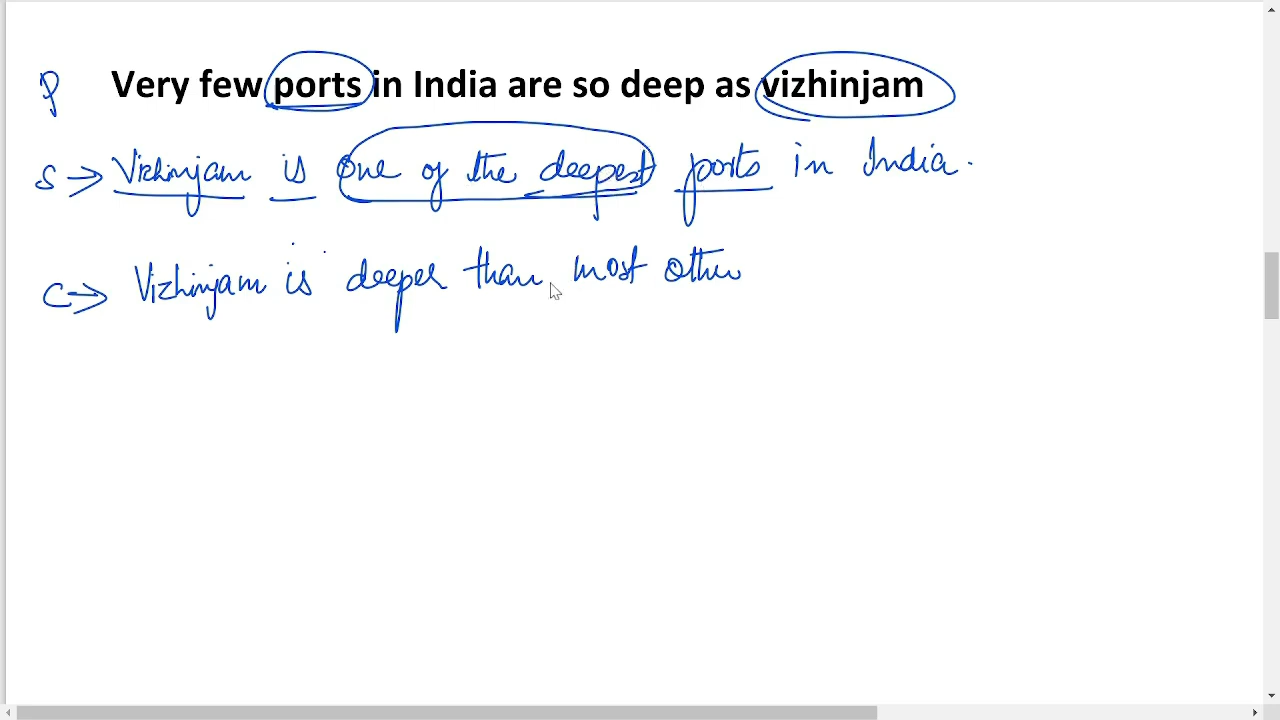 P Very few ports in India are so deep as vizhinjam
S → Vizhinjam is one of the deepest ports in India.
C → Vizhinjam is deeper than most other